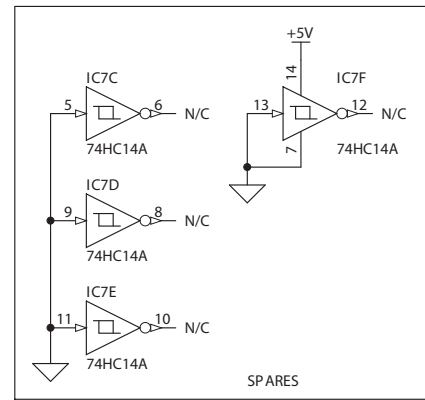 +5V
IC7C
14
IC7F
5
6
N/C
13
12
N/C
74HC14A
7
74HC14A
IC7D
9
8
N/C
74HC14A
IC7E
11
10
N/C
74HC14A
SPARES